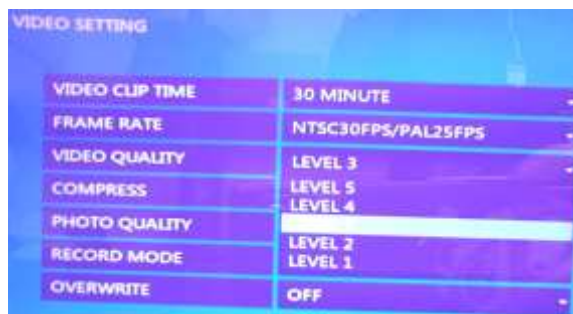 VIDEO SETTING
VIDEO CLIP TIME 30 MINUTE
FRAME RATE NTSC30FPS/PAL25FPS
VIDEO QUALITY LEVEL 3
COMPRESS LEVEL 5
LEVEL 4
PHOTO QUALITY
RECORD MODE LEVEL 2
LEVEL 1
OVERWRITE OFF